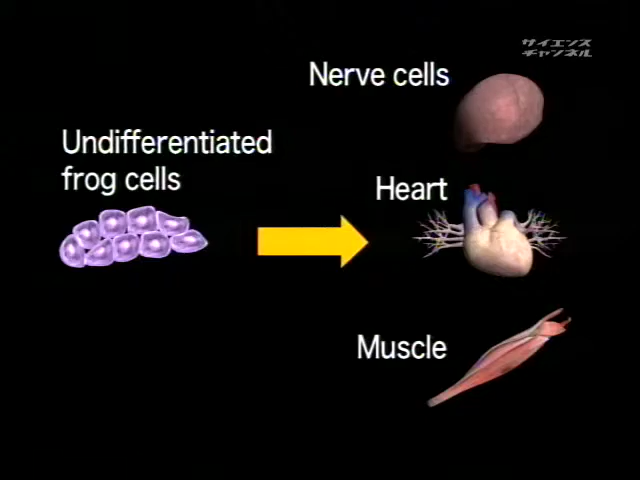 サイエンス
チャンネル
Nerve cells
Undifferentiated
frog cells
Heart
Muscle